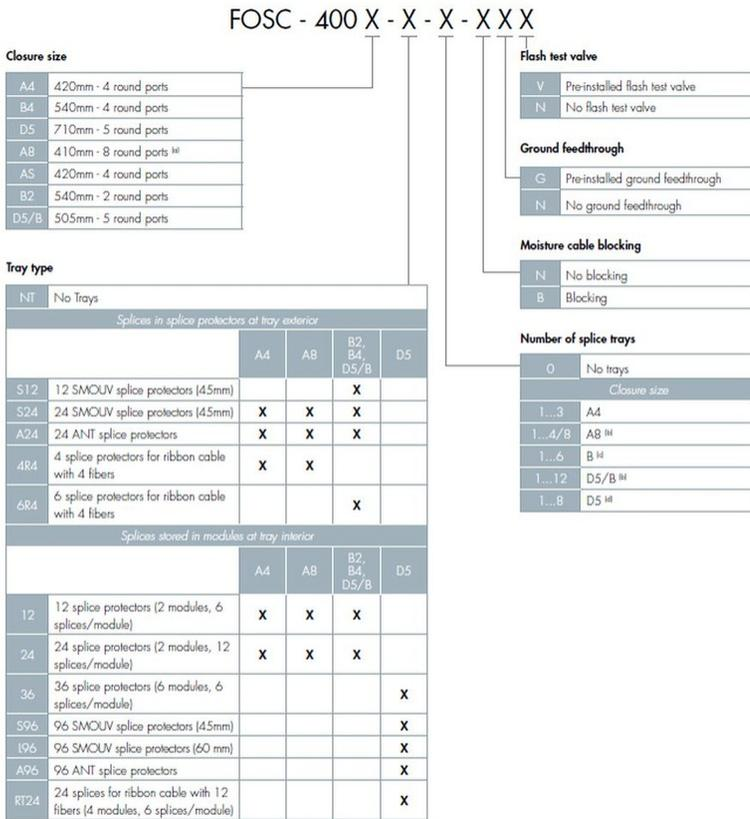 FOSC - 400 X - X - X - X X X
Closure size
A4 420mm - 4 round ports
B4 540mm - 4 round ports
D5 710mm - 5 round ports
A8 410mm - 8 round ports [a]
AS 420mm - 4 round ports
B2 540mm - 2 round ports
D5/B 505mm - 5 round ports
Tray type
NT No Trays
Splices in splice protectors at tray exterior
A4 A8 B2, B4, D5/B D5
S12 12 SMOUV splice protectors (45mm) X
S24 24 SMOUV splice protectors (45mm) X X X
A24 24 ANT splice protectors X X X
4R4 4 splice protectors for ribbon cable
with 4 fibers X X
6R4 6 splice protectors for ribbon cable
with 4 fibers X
Splices stored in modules at tray interior
A4 A8 B2, B4, D5/B D5
12 12 splice protectors (2 modules, 6
splices/module) X X X
24 24 splice protectors (2 modules, 12
splices/module) X X X
36 36 splice protectors (6 modules, 6
splices/module) X
S96 96 SMOUV splice protectors (45mm) X
L96 96 SMOUV splice protectors (60 mm) X
A96 96 ANT splice protectors X
RT24 24 splices for ribbon cable with 12
fibers (4 modules, 6 splices/module) X
Flash test valve
V Pre-installed flash test valve
N No flash test valve
Ground feedthrough
G Pre-installed ground feedthrough
N No ground feedthrough
Moisture cable blocking
N No blocking
B Blocking
Number of splice trays
0 No trays
Closure size
1...3 A4
1...4/8 A8 [b]
1...6 B [c]
1...12 D5/B [b]
1...8 D5 [d]